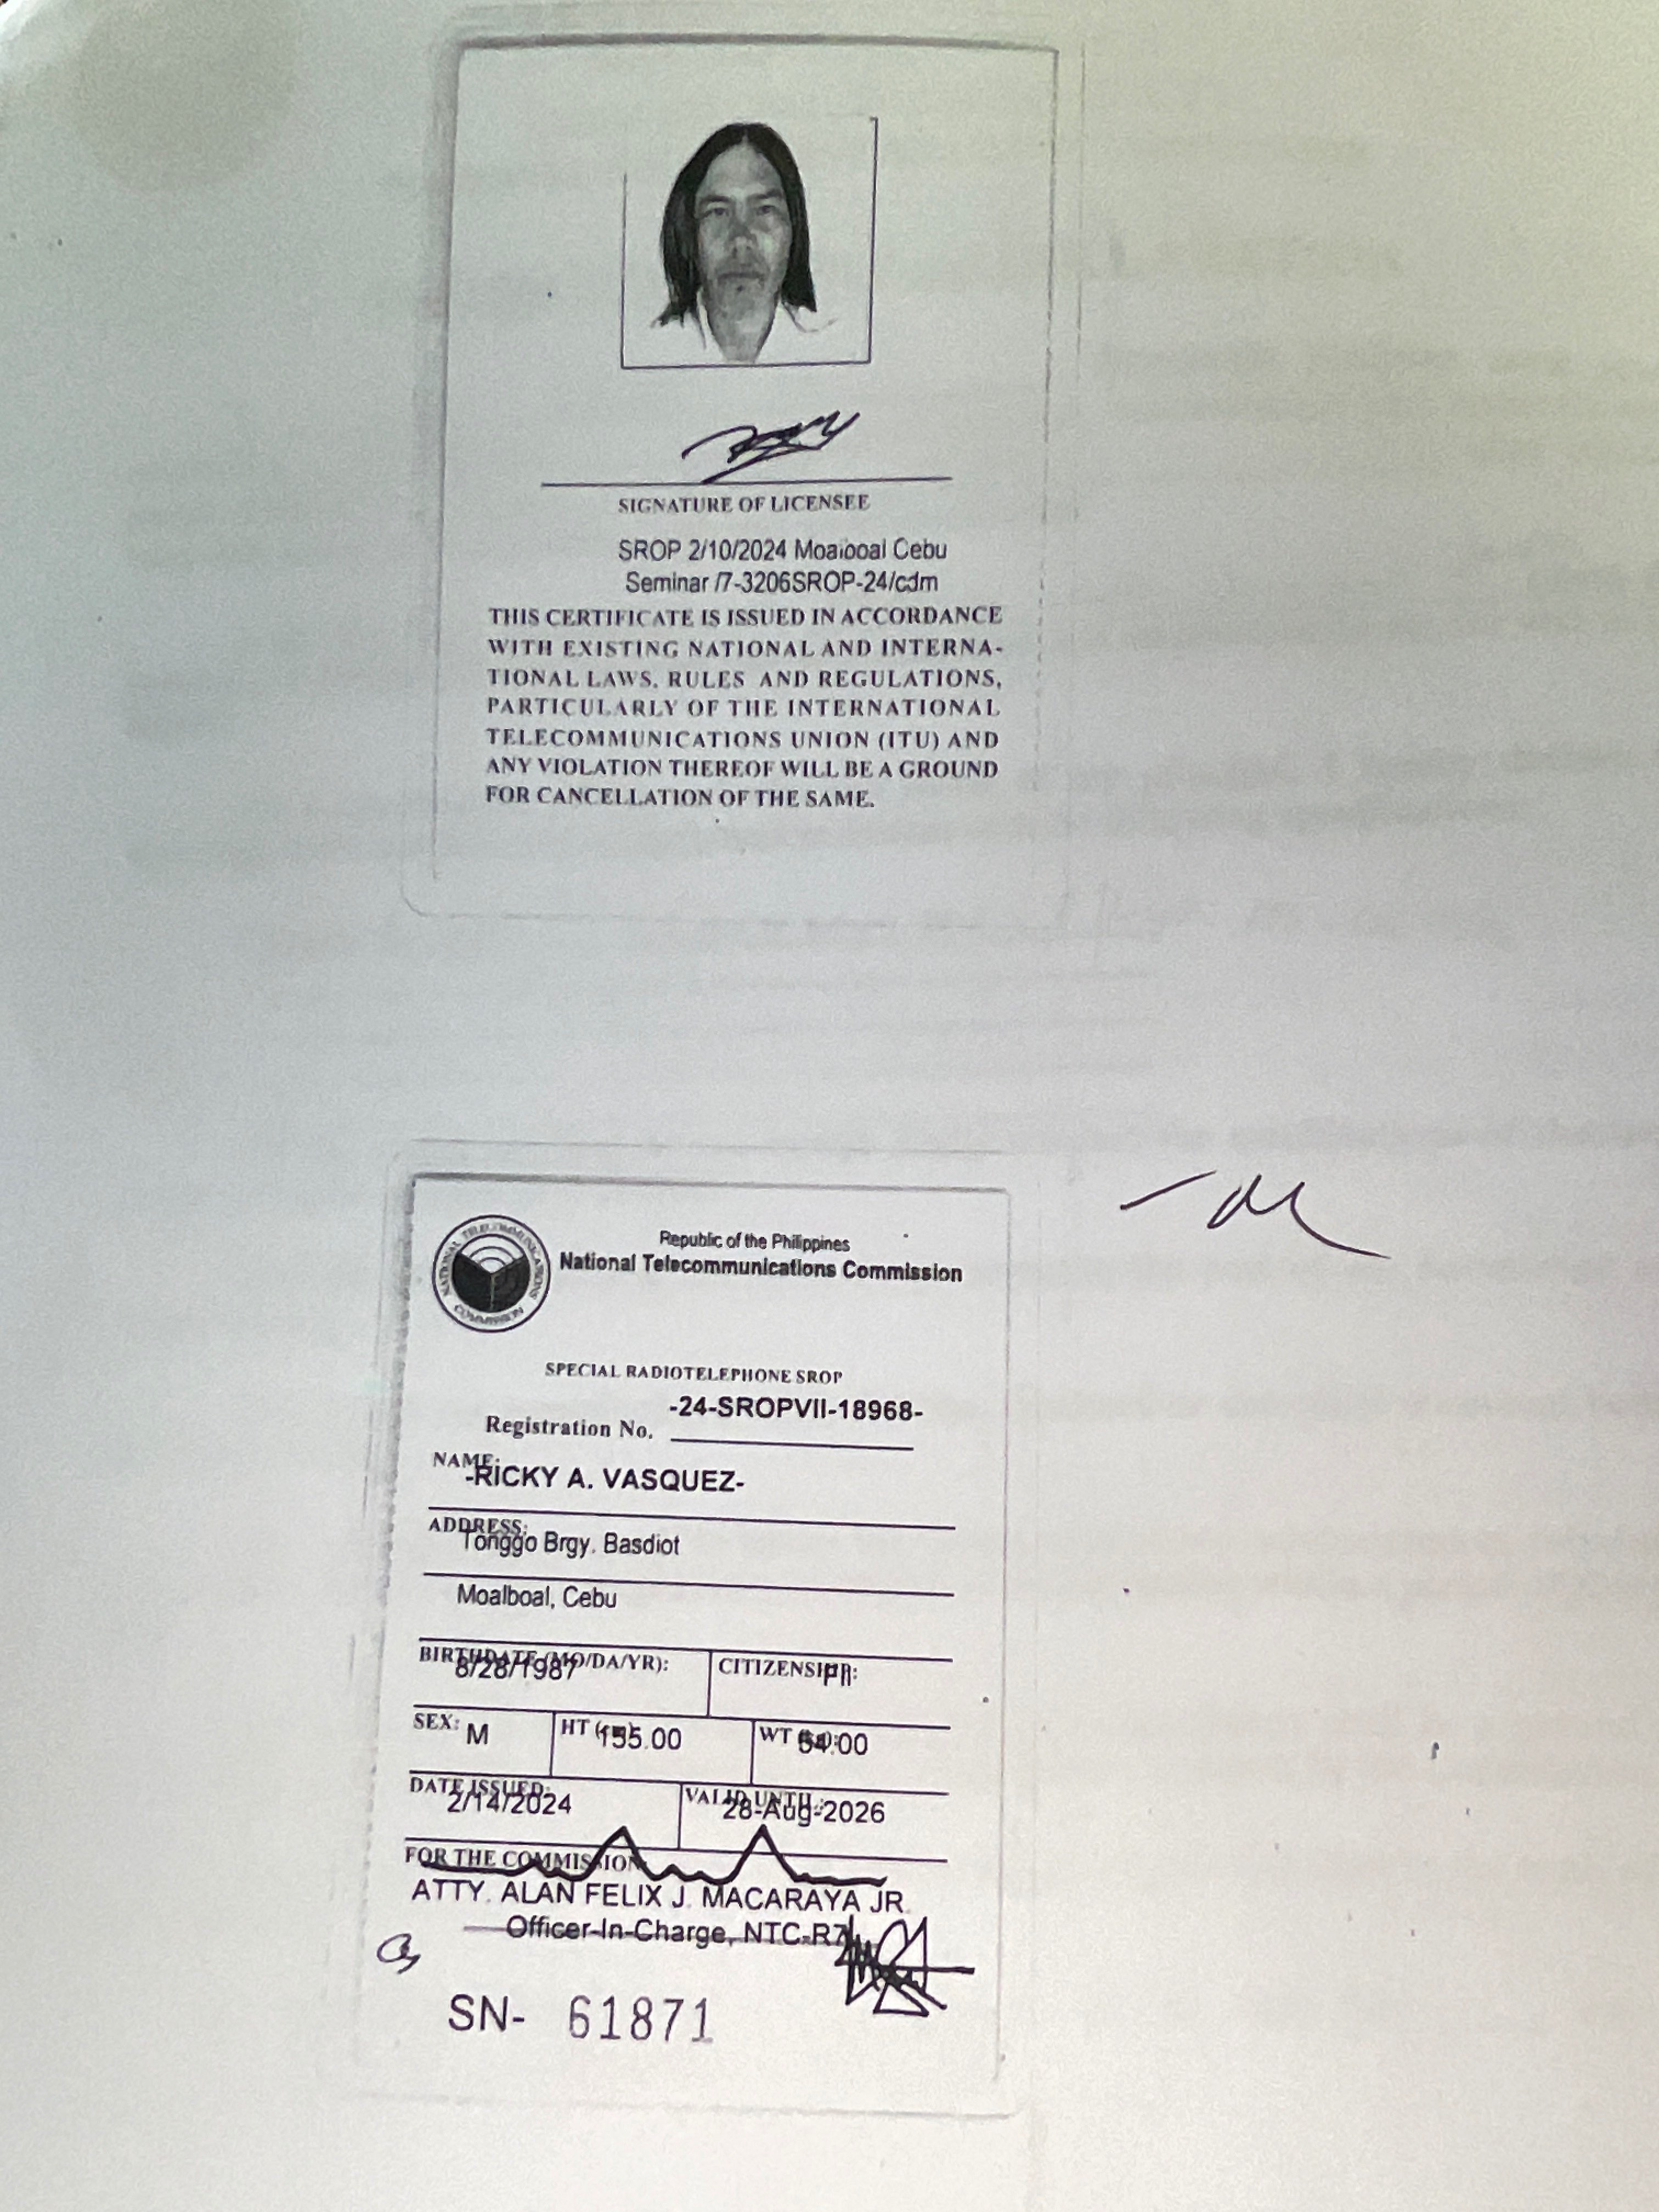 SIGNATURE OF LICENSEE
SROP 2/10/2024 Moalboal Cebu
Seminar /7-3206SROP-24/cdm
THIS CERTIFICATE IS ISSUED IN ACCORDANCE
WITH EXISTING NATIONAL AND INTERNA-
TIONAL LAWS, RULES AND REGULATIONS,
PARTICULARLY OF THE INTERNATIONAL
TELECOMMUNICATIONS UNION (ITU) AND
ANY VIOLATION THEREOF WILL BE A GROUND
FOR CANCELLATION OF THE SAME.
NATIONAL TELECOMMUNICATIONS COMMISSION
Republic of the Philippines
National Telecommunications Commission
SPECIAL RADIOTELEPHONE SROP
Registration No. -24-SROPVII-18968-
NAME:
-RICKY A. VASQUEZ-
ADDRESS:
Tonggo Brgy. Basdiot
Moalboal, Cebu
BIRTHDATE (MO/DA/YR): CITIZENSHIP:
8/28/1987
SEX: M HT (cm): 155.00 WT 54.00
DATE ISSUED: VALID UNTIL:
2/14/2024 28-Aug-2026
FOR THE COMMISSION:
ATTY. ALAN FELIX J. MACARAYA JR.
Officer-In-Charge, NTC-R7
SN- 61871